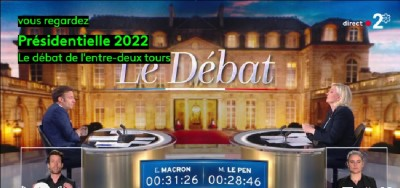 vous regardez
direct 2
Présidentielle 2022
Le débat de l'entre-deux tours
Le Débat
E. MACRON M. LE PEN
00:31:26 00:28:46